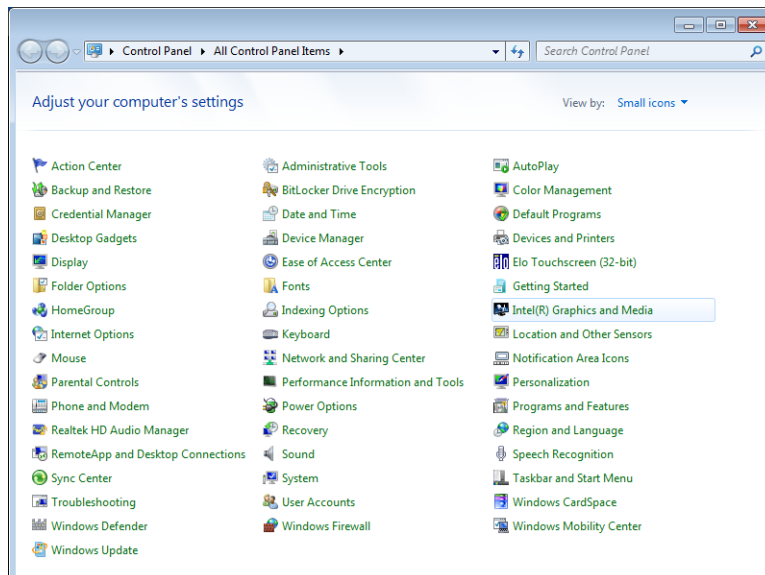 Control Panel All Control Panel Items Search Control Panel
Adjust your computer's settings View by: Small icons
Action Center Administrative Tools AutoPlay
Backup and Restore BitLocker Drive Encryption Color Management
Credential Manager Date and Time Default Programs
Desktop Gadgets Device Manager Devices and Printers
Display Ease of Access Center Elo Touchscreen (32-bit)
Folder Options Fonts Getting Started
HomeGroup Indexing Options Intel(R) Graphics and Media
Internet Options Keyboard Location and Other Sensors
Mouse Network and Sharing Center Notification Area Icons
Parental Controls Performance Information and Tools Personalization
Phone and Modem Power Options Programs and Features
Realtek HD Audio Manager Recovery Region and Language
RemoteApp and Desktop Connections Sound Speech Recognition
Sync Center System Taskbar and Start Menu
Troubleshooting User Accounts Windows CardSpace
Windows Defender Windows Firewall Windows Mobility Center
Windows Update